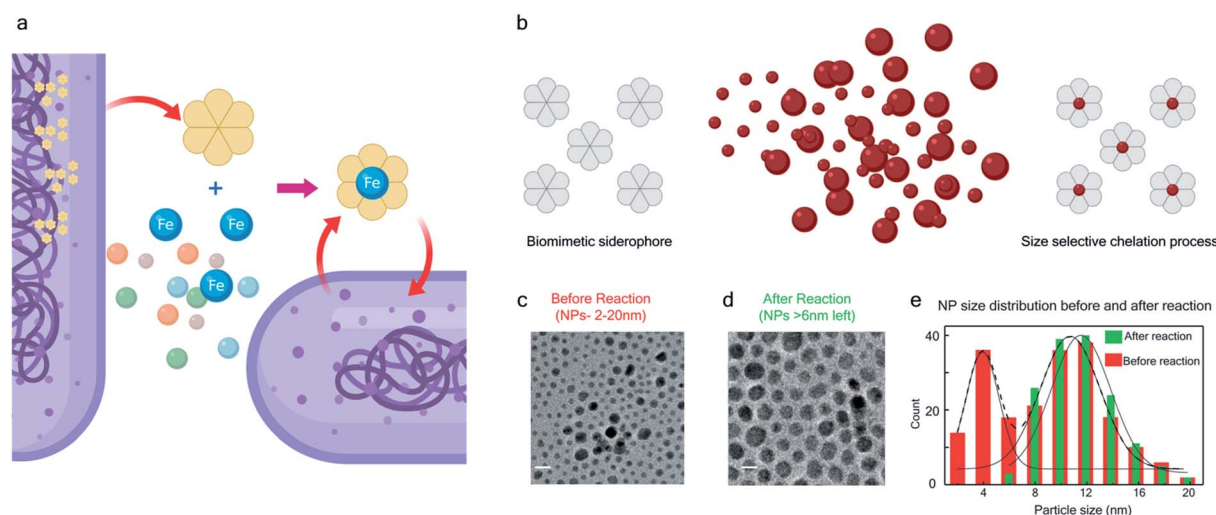 a
+
Fe
Fe
Fe
Fe
b
Biomimetic siderophore
Size selective chelation process
c
Before Reaction
(NPs- 2-20nm)
d
After Reaction
(NPs >6nm left)
e
NP size distribution before and after reaction
After reaction
Before reaction
Count
40
20
0
4
8
12
16
20
Particle size (nm)